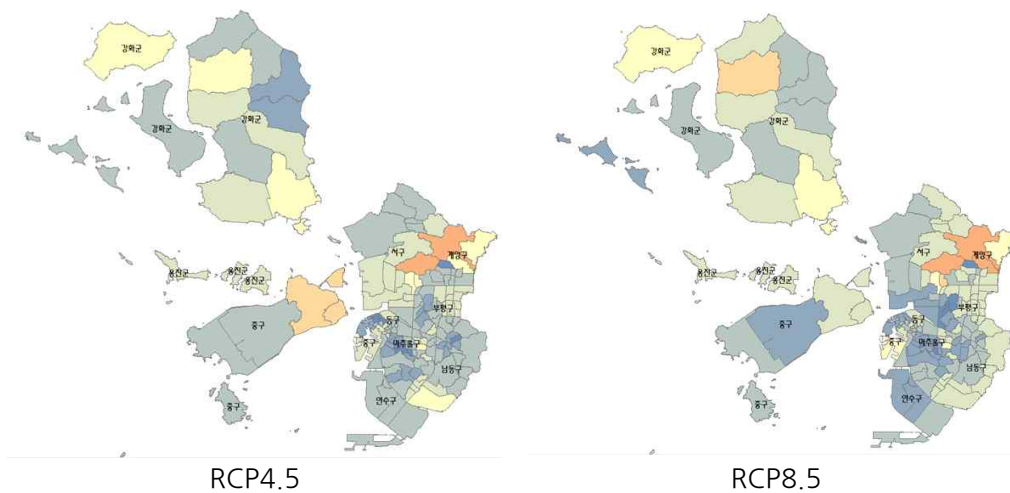 강화군
강화군
강화군
서구
계양구
옹진군
옹진군
옹진군
부평구
중구
동구
중구
미추홀구
남동구
연수구
중구
RCP4.5
강화군
강화군
강화군
서구
계양구
옹진군
옹진군
옹진군
부평구
중구
동구
중구
미추홀구
남동구
연수구
중구
RCP8.5